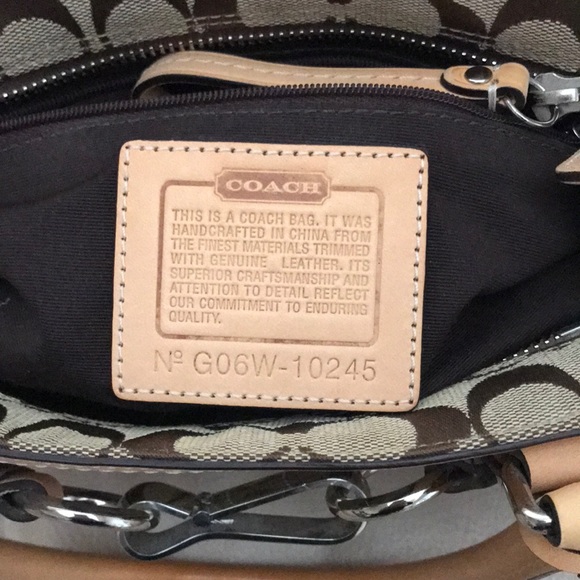 COACH
THIS IS A COACH BAG. IT WAS
HANDCRAFTED IN CHINA FROM
THE FINEST MATERIALS TRIMMED
WITH GENUINE LEATHER. ITS
SUPERIOR CRAFTSMANSHIP AND
ATTENTION TO DETAIL REFLECT
OUR COMMITMENT TO ENDURING
QUALITY.
Nº G06W-10245